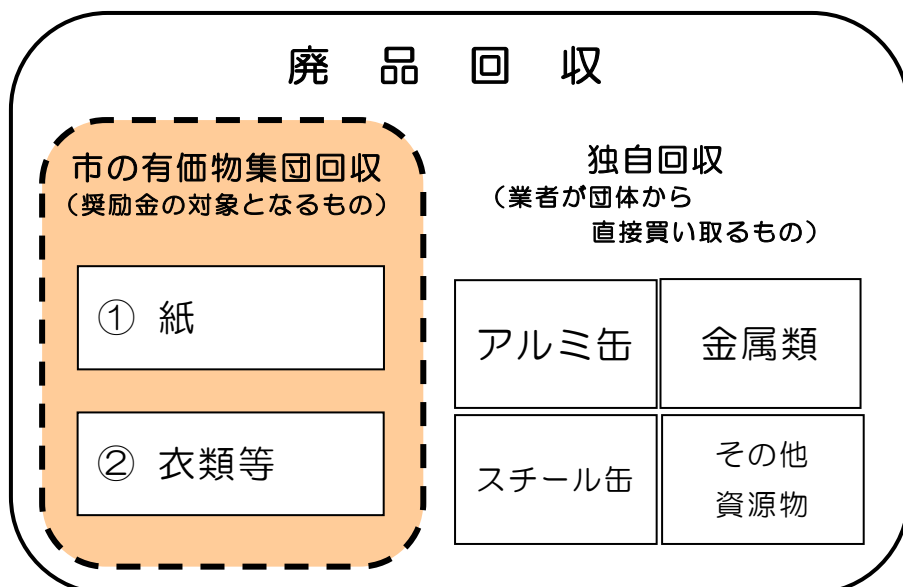 廃品回収
市の有価物集団回収
（奨励金の対象となるもの）
① 紙
② 衣類等
独自回収
（業者が団体から
直接買い取るもの）
アルミ缶
金属類
スチール缶
その他
資源物